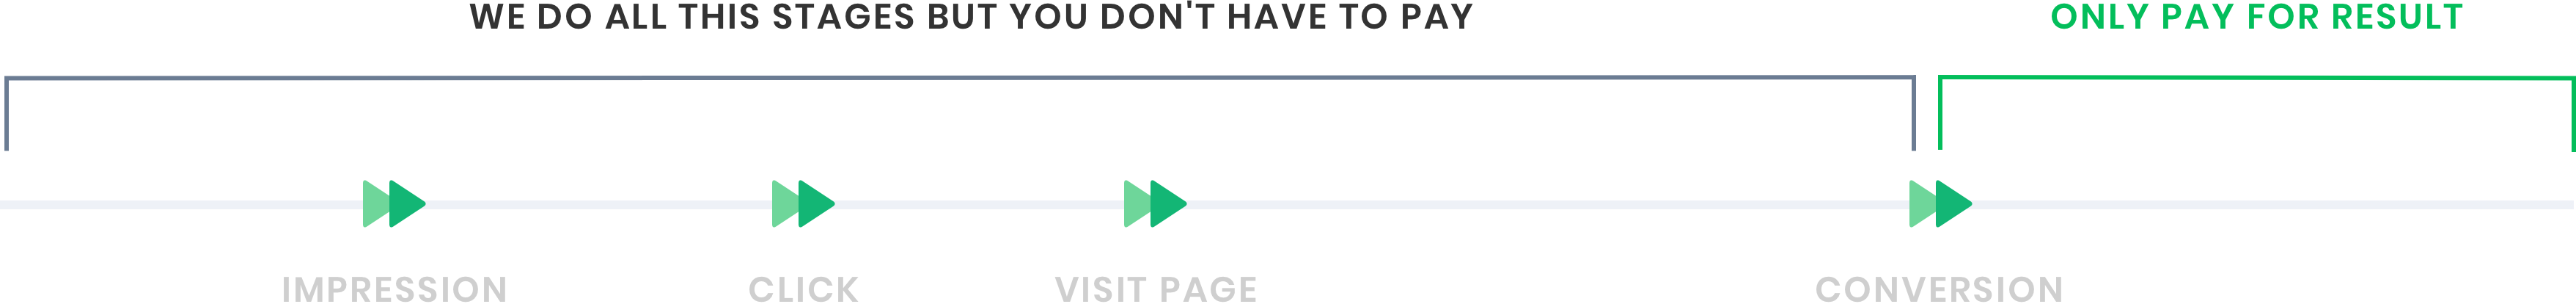 WE DO ALL THIS STAGES BUT YOU DON'T HAVE TO PAY
ONLY PAY FOR RESULT
IMPRESSION
CLICK
VISIT PAGE
CONVERSION